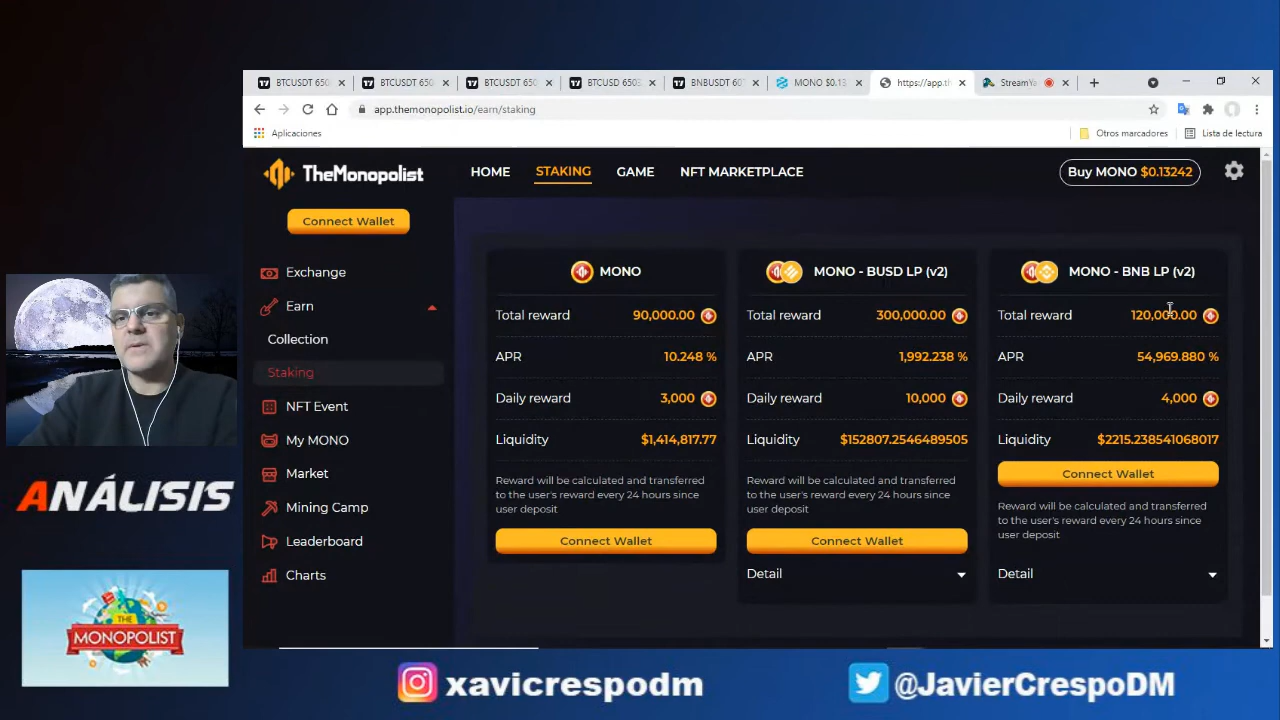 BTCUSDT 650
BTCUSDT 650
BTCUSDT 650
BTCUSD 650
BNBUSDT 60
MONO $0.13
https://app.th
StreamYa
app.themonopolist.io/earn/staking
Aplicaciones
Otros marcadores
Lista de lectura
TheMonopolist
HOME
STAKING
GAME
NFT MARKETPLACE
Buy MONO $0.13242
Connect Wallet
Exchange
Earn
Collection
Staking
NFT Event
My MONO
Market
Mining Camp
Leaderboard
Charts
MONO
Total reward 90,000.00
APR 10.248 %
Daily reward 3,000
Liquidity $1,414,817.77
Reward will be calculated and transferred
to the user's reward every 24 hours since
user deposit
Connect Wallet
MONO - BUSD LP (v2)
Total reward 300,000.00
APR 1,992.238 %
Daily reward 10,000
Liquidity $152807.2546489505
Reward will be calculated and transferred
to the user's reward every 24 hours since
user deposit
Connect Wallet
Detail
MONO - BNB LP (v2)
Total reward 120,000.00
APR 54,969.880 %
Daily reward 4,000
Liquidity $2215.238541068017
Connect Wallet
Reward will be calculated and transferred
to the user's reward every 24 hours since
user deposit
Detail
ANÁLISIS
THE
MONOPOLIST
xavicrespodm
@JavierCrespoDM